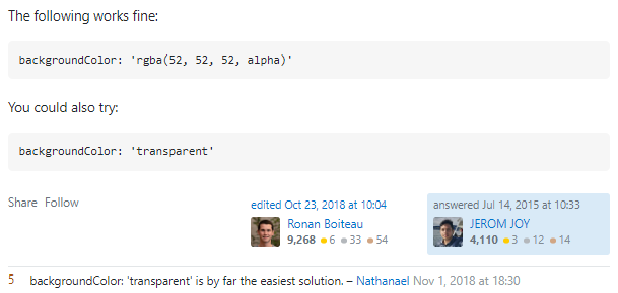 The following works fine:
backgroundColor: 'rgba(52, 52, 52, alpha)'
You could also try:
backgroundColor: 'transparent'
Share Follow
edited Oct 23, 2018 at 10:04
Ronan Boiteau
9,268 6 33 54
answered Jul 14, 2015 at 10:33
JEROM JOY
4,110 3 12 14
5 backgroundColor: 'transparent' is by far the easiest solution. – Nathanael Nov 1, 2018 at 18:30